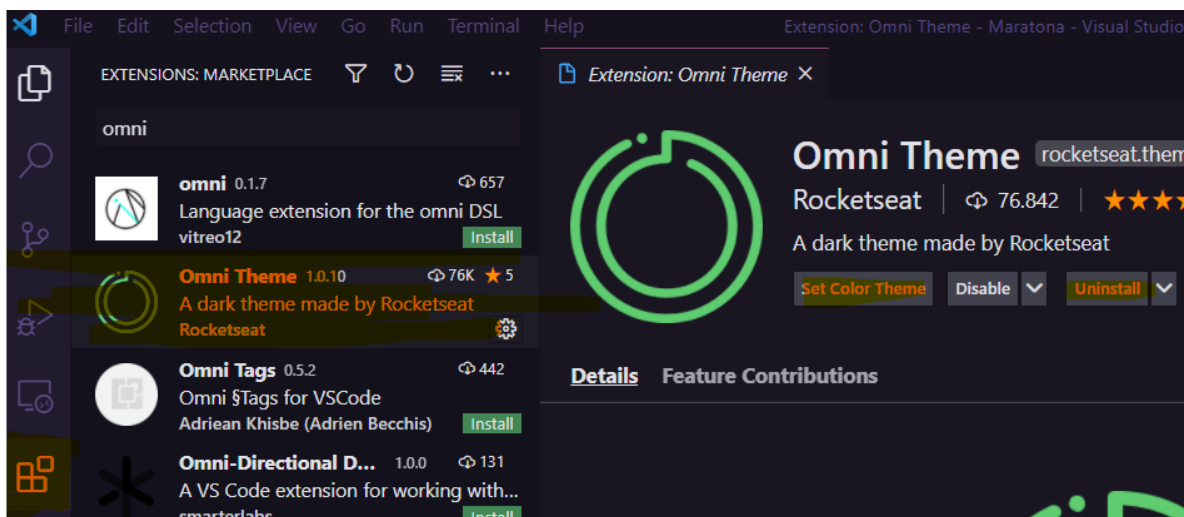 File Edit Selection View Go Run Terminal Help
Extension: Omni Theme - Maratona - Visual Studio
EXTENSIONS: MARKETPLACE
omni
omni 0.1.7 657
Language extension for the omni DSL
vitreo12 Install
Omni Theme 1.0.10 76K 5
A dark theme made by Rocketseat
Rocketseat
Omni Tags 0.5.2 442
Omni §Tags for VSCode
Adriean Khisbe (Adrien Becchis) Install
Omni-Directional D... 1.0.0 131
A VS Code extension for working with...
smarterlabs Install
Extension: Omni Theme
Omni Theme rocketseat.them
Rocketseat 76.842
A dark theme made by Rocketseat
Set Color Theme Disable Uninstall
Details Feature Contributions